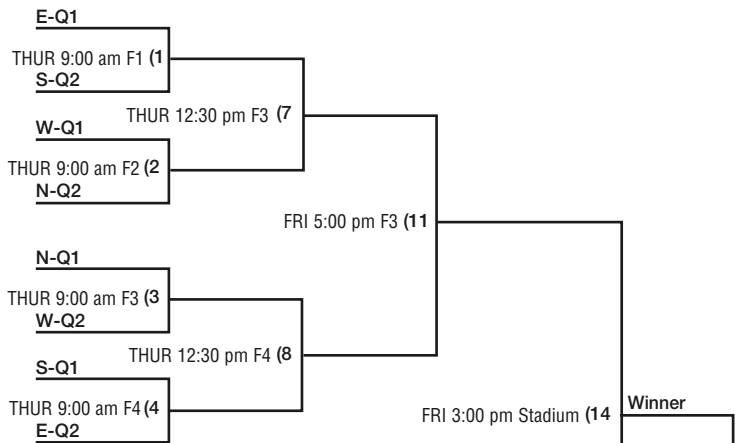 E-Q1
THUR 9:00 am F1 (1
S-Q2
THUR 12:30 pm F3 (7
W-Q1
THUR 9:00 am F2 (2
N-Q2
FRI 5:00 pm F3 (11
N-Q1
THUR 9:00 am F3 (3
W-Q2
THUR 12:30 pm F4 (8
S-Q1
THUR 9:00 am F4 (4
E-Q2
Winner
FRI 3:00 pm Stadium (14